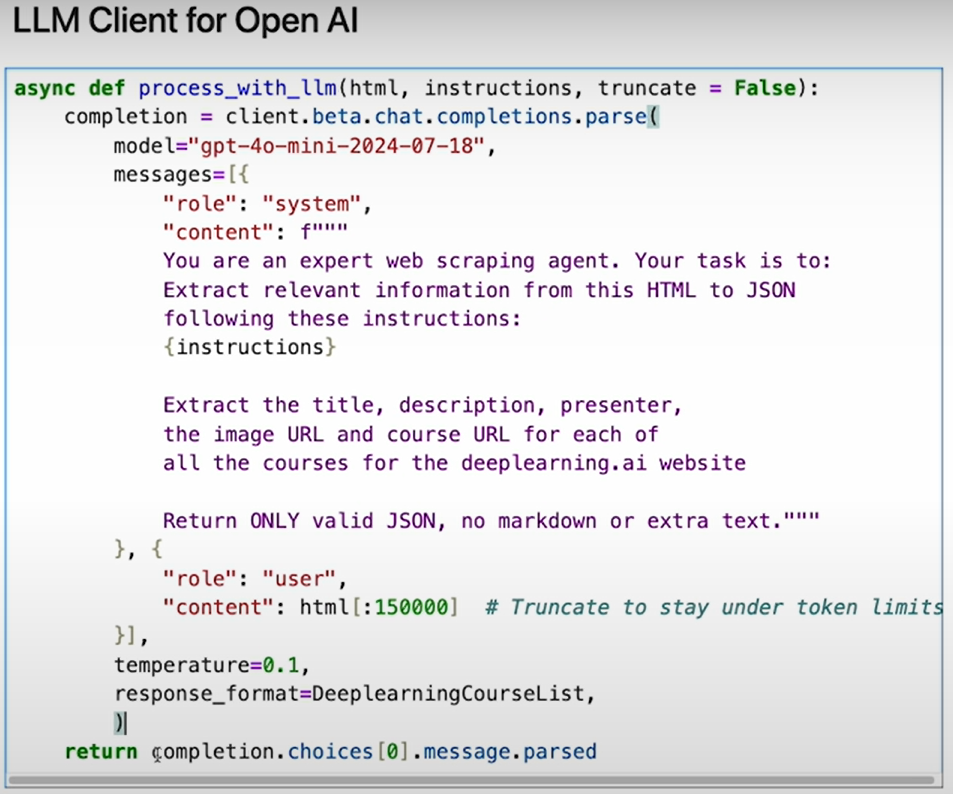 LLM Client for Open AI
async def process_with_llm(html, instructions, truncate = False):
    completion = client.beta.chat.completions.parse(
        model="gpt-4o-mini-2024-07-18",
        messages=[{
            "role": "system",
            "content": f"""
            You are an expert web scraping agent. Your task is to:
            Extract relevant information from this HTML to JSON
            following these instructions:
            {instructions}

            Extract the title, description, presenter,
            the image URL and course URL for each of
            all the courses for the deeplearning.ai website

            Return ONLY valid JSON, no markdown or extra text."""
        }, {
            "role": "user",
            "content": html[:150000]  # Truncate to stay under token limits
        }],
        temperature=0.1,
        response_format=DeeplearningCourseList,
        )
    return completion.choices[0].message.parsed